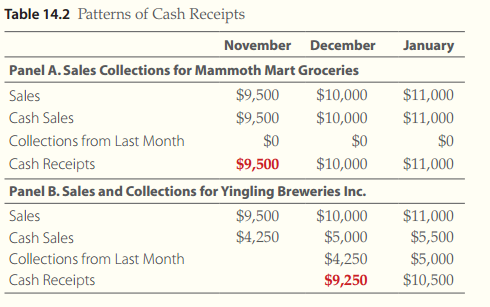 Table 14.2 Patterns of Cash Receipts
November December January
Panel A. Sales Collections for Mammoth Mart Groceries
Sales $9,500 $10,000 $11,000
Cash Sales $9,500 $10,000 $11,000
Collections from Last Month $0 $0 $0
Cash Receipts $9,500 $10,000 $11,000
Panel B. Sales and Collections for Yingling Breweries Inc.
Sales $9,500 $10,000 $11,000
Cash Sales $4,250 $5,000 $5,500
Collections from Last Month $4,250 $5,000
Cash Receipts $9,250 $10,500